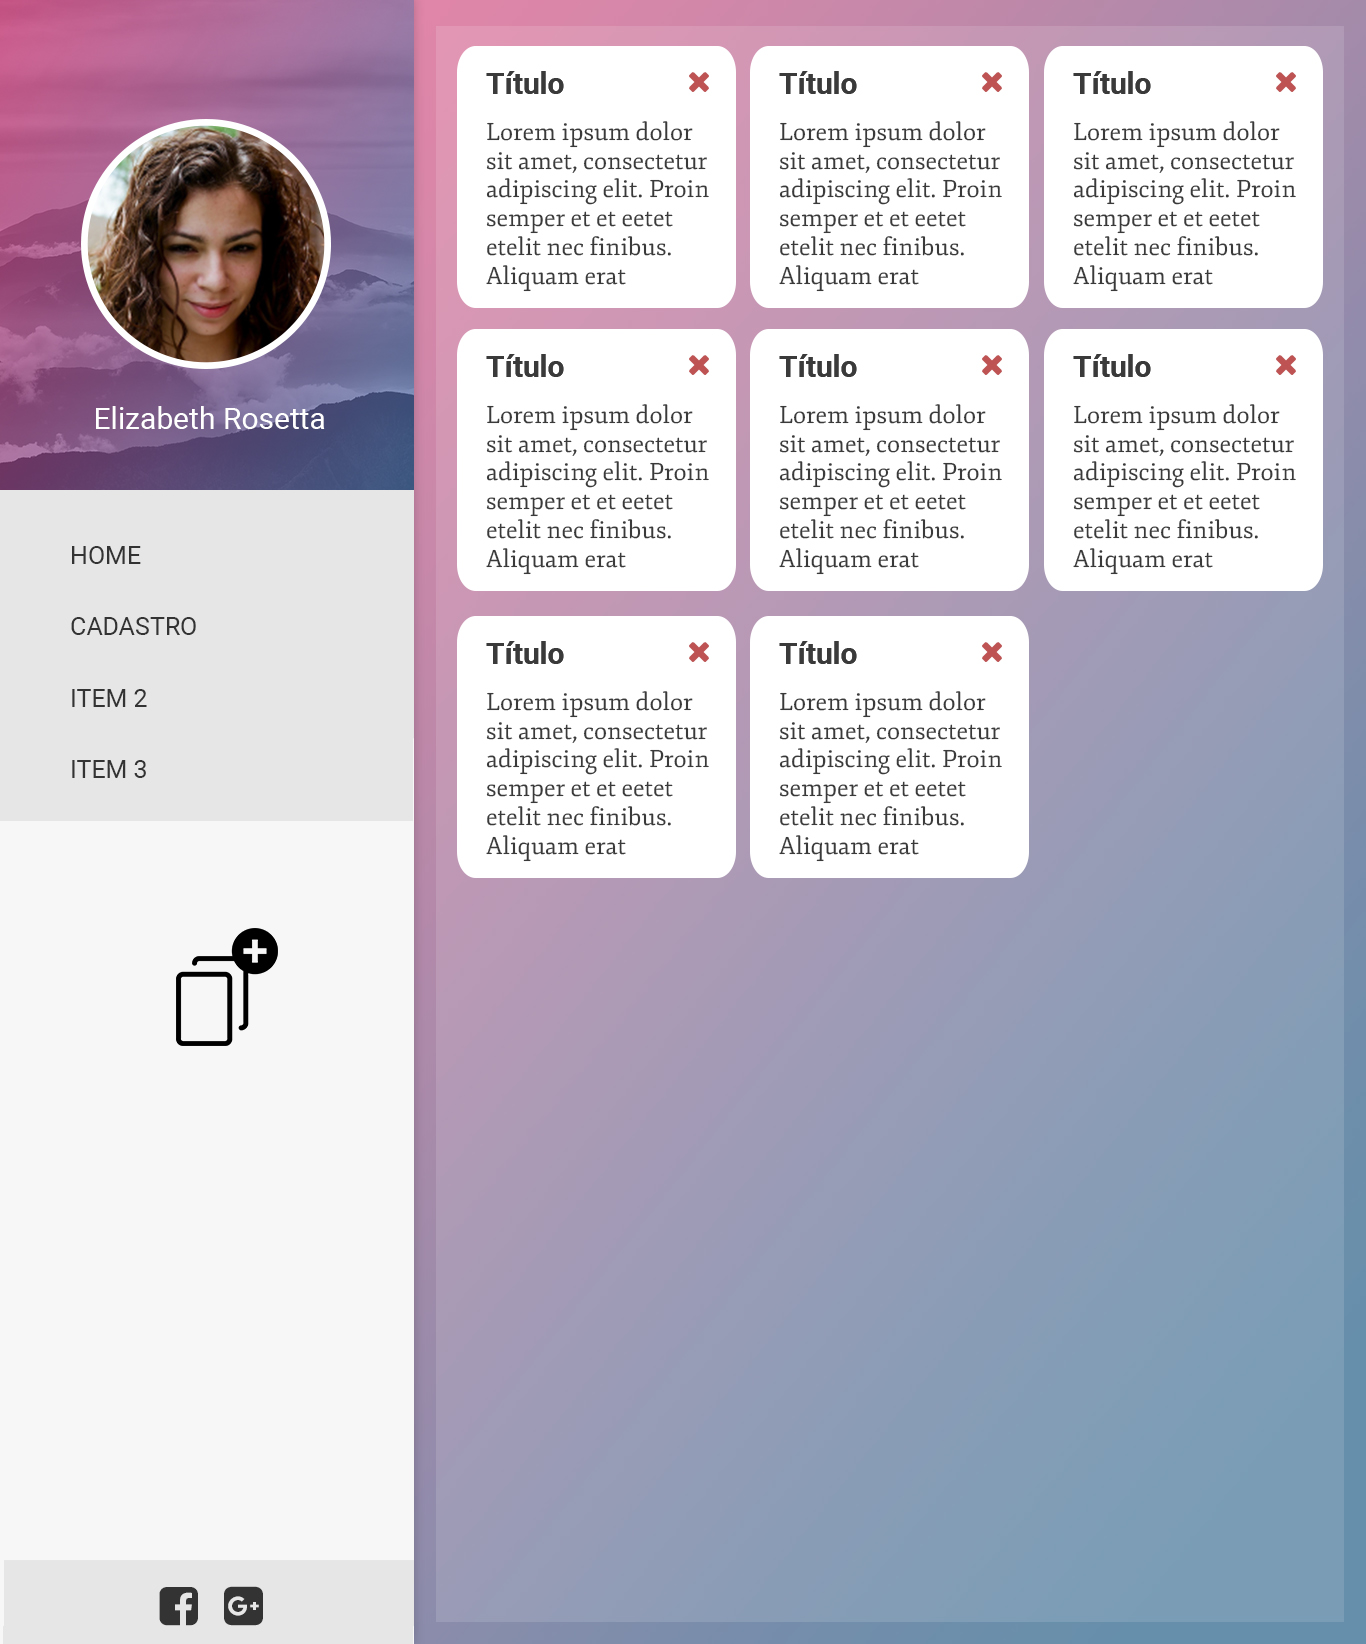 Elizabeth Rosetta
HOME
CADASTRO
ITEM 2
ITEM 3
G+
Título
Lorem ipsum dolor
sit amet, consectetur
adipiscing elit. Proin
semper et et eetet
etelit nec finibus.
Aliquam erat
Título
Lorem ipsum dolor
sit amet, consectetur
adipiscing elit. Proin
semper et et eetet
etelit nec finibus.
Aliquam erat
Título
Lorem ipsum dolor
sit amet, consectetur
adipiscing elit. Proin
semper et et eetet
etelit nec finibus.
Aliquam erat
Título
Lorem ipsum dolor
sit amet, consectetur
adipiscing elit. Proin
semper et et eetet
etelit nec finibus.
Aliquam erat
Título
Lorem ipsum dolor
sit amet, consectetur
adipiscing elit. Proin
semper et et eetet
etelit nec finibus.
Aliquam erat
Título
Lorem ipsum dolor
sit amet, consectetur
adipiscing elit. Proin
semper et et eetet
etelit nec finibus.
Aliquam erat
Título
Lorem ipsum dolor
sit amet, consectetur
adipiscing elit. Proin
semper et et eetet
etelit nec finibus.
Aliquam erat
Título
Lorem ipsum dolor
sit amet, consectetur
adipiscing elit. Proin
semper et et eetet
etelit nec finibus.
Aliquam erat